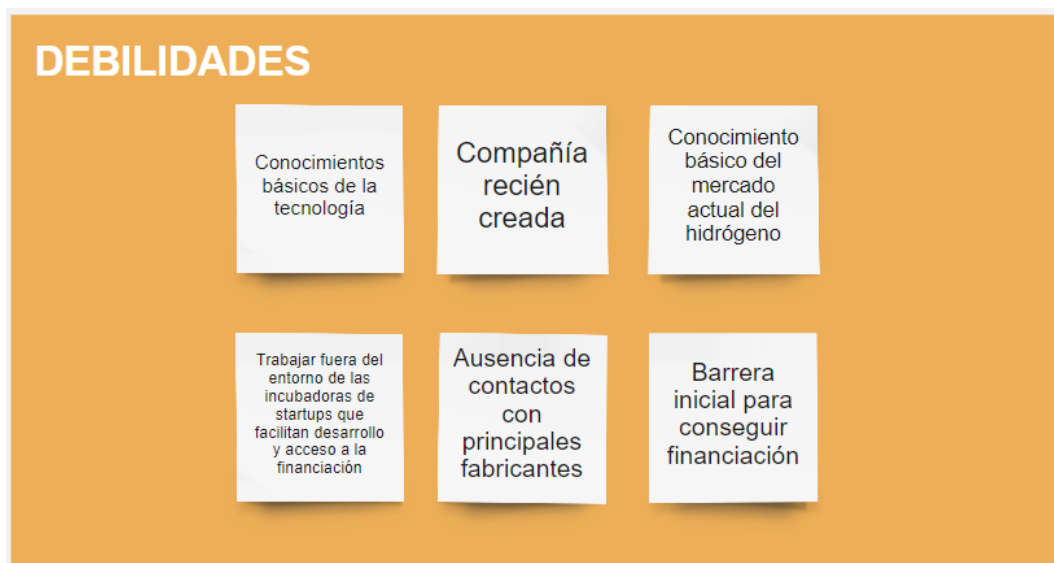 DEBILIDADES
Conocimientos
básicos de la
tecnología
Compañía
recién
creada
Conocimiento
básico del
mercado
actual del
hidrógeno
Trabajar fuera del
entorno de las
incubadoras de
startups que
facilitan desarrollo
y acceso a la
financiación
Ausencia de
contactos
con
principales
fabricantes
Barrera
inicial para
conseguir
financiación